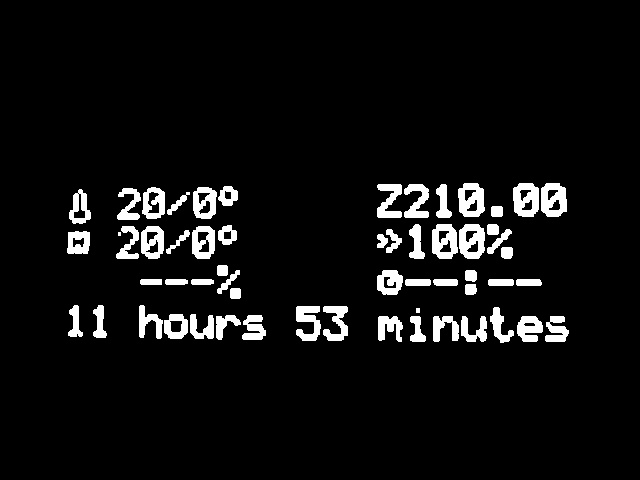 20/0° Z210.00
20/0° »100%
---% --:--
11 hours 53 minutes